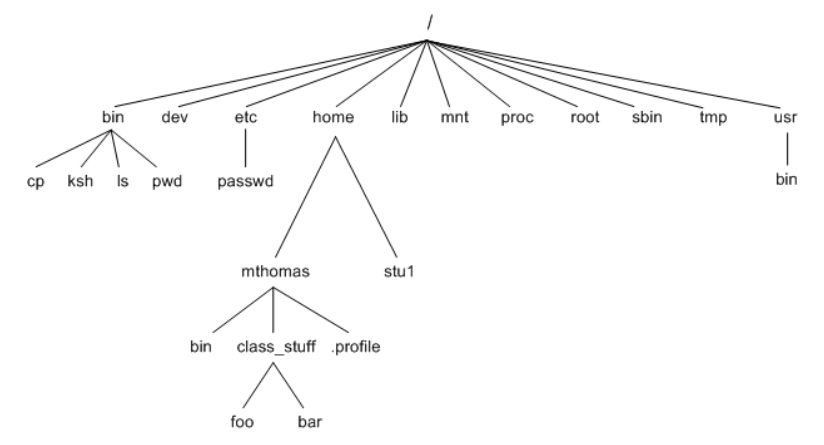 /
bin dev etc home lib mnt proc root sbin tmp usr
cp ksh ls pwd passwd bin
mthomas stu1
bin class_stuff .profile
foo bar